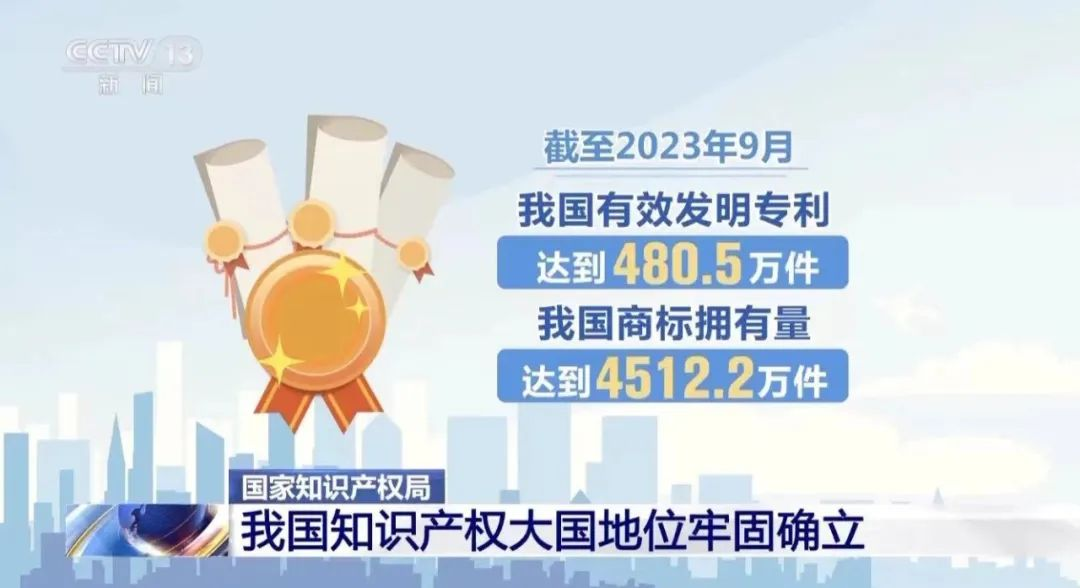 CCTV 13
新闻
截至2023年9月
我国有效发明专利
达到480.5万件
我国商标拥有量
达到4512.2万件
国家知识产权局
我国知识产权大国地位牢固确立